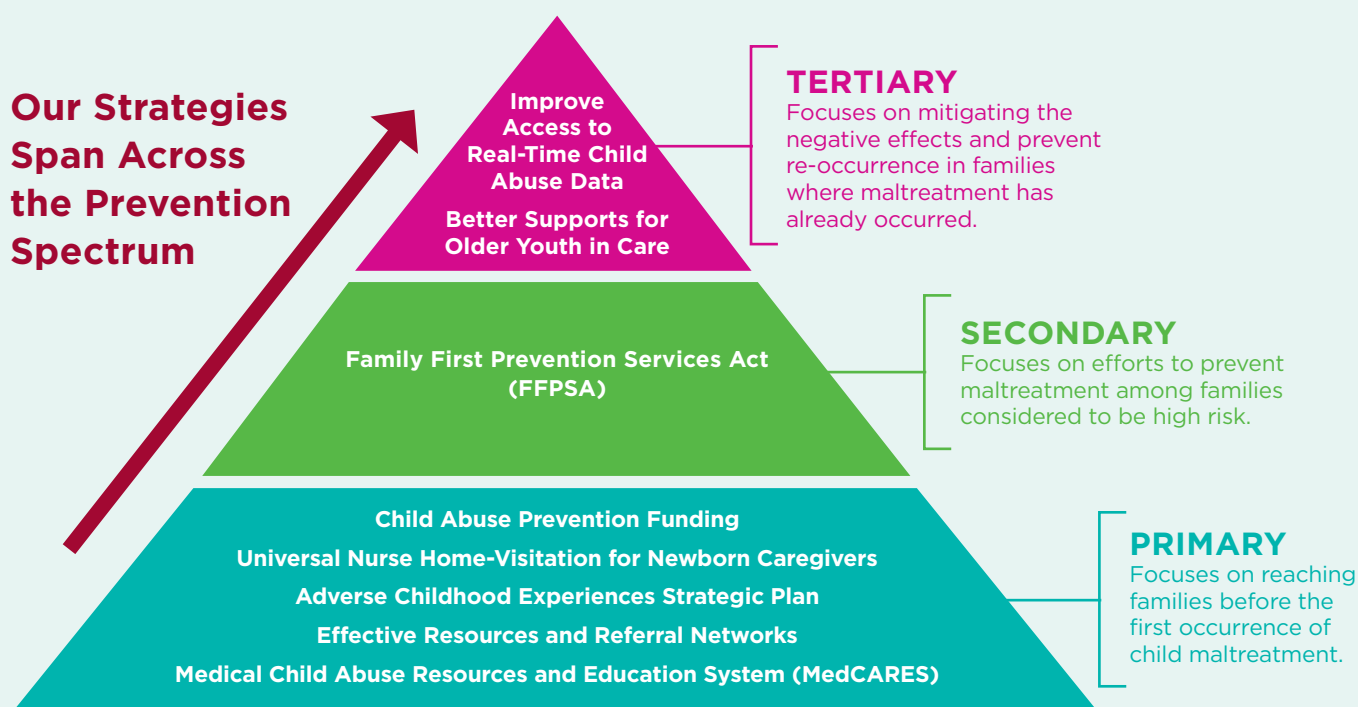 Our Strategies
Span Across
the Prevention
Spectrum
Improve
Access to
Real-Time Child
Abuse Data
Better Supports for
Older Youth in Care
TERTIARY
Focuses on mitigating the
negative effects and prevent
re-occurrence in families
where maltreatment has
already occurred.
Family First Prevention Services Act
(FFPSA)
SECONDARY
Focuses on efforts to prevent
maltreatment among families
considered to be high risk.
Child Abuse Prevention Funding
Universal Nurse Home-Visitation for Newborn Caregivers
Adverse Childhood Experiences Strategic Plan
Effective Resources and Referral Networks
Medical Child Abuse Resources and Education System (MedCARES)
PRIMARY
Focuses on reaching
families before the
first occurrence of
child maltreatment.